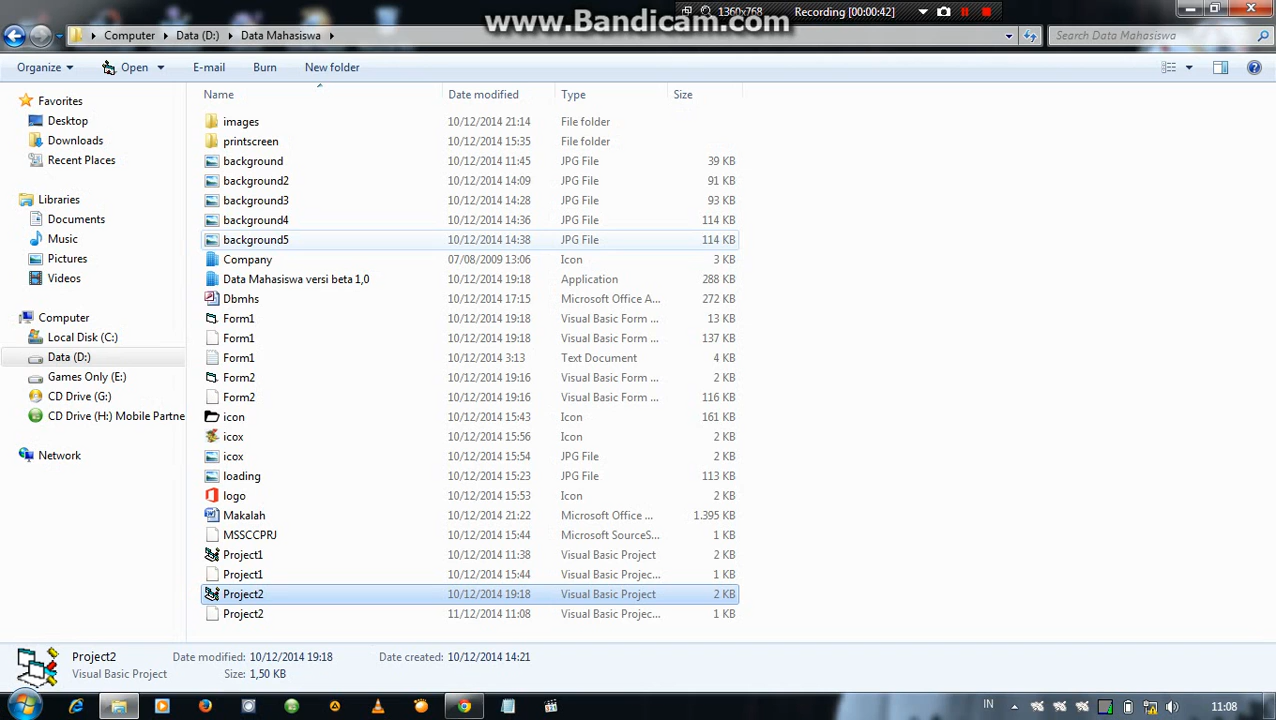 www.Bandicam.com
1360x768 Recording [00:00:42]
Computer Data (D:) Data Mahasiswa Search Data Mahasiswa
Organize Open E-mail Burn New folder
Name Date modified Type Size
Favorites
Desktop
Downloads
Recent Places
Libraries
Documents
Music
Pictures
Videos
Computer
Local Disk (C:)
Data (D:)
Games Only (E:)
CD Drive (G:)
CD Drive (H:) Mobile Partne
Network
images 10/12/2014 21:14 File folder
printscreen 10/12/2014 15:35 File folder
background 10/12/2014 11:45 JPG File 39 KB
background2 10/12/2014 14:09 JPG File 91 KB
background3 10/12/2014 14:28 JPG File 93 KB
background4 10/12/2014 14:36 JPG File 114 KB
background5 10/12/2014 14:38 JPG File 114 KB
Company 07/08/2009 13:06 Icon 3 KB
Data Mahasiswa versi beta 1,0 10/12/2014 19:18 Application 288 KB
Dbmhs 10/12/2014 17:15 Microsoft Office A... 272 KB
Form1 10/12/2014 19:18 Visual Basic Form ... 13 KB
Form1 10/12/2014 19:18 Visual Basic Form ... 137 KB
Form1 10/12/2014 3:13 Text Document 4 KB
Form2 10/12/2014 19:16 Visual Basic Form ... 2 KB
Form2 10/12/2014 19:16 Visual Basic Form ... 116 KB
icon 10/12/2014 15:43 Icon 161 KB
icox 10/12/2014 15:56 Icon 2 KB
icox 10/12/2014 15:54 JPG File 2 KB
loading 10/12/2014 15:23 JPG File 113 KB
logo 10/12/2014 15:53 Icon 2 KB
Makalah 10/12/2014 21:22 Microsoft Office ... 1.395 KB
MSSCCPRJ 10/12/2014 15:44 Microsoft SourceS... 1 KB
Project1 10/12/2014 11:38 Visual Basic Project 2 KB
Project1 10/12/2014 15:44 Visual Basic Projec... 1 KB
Project2 10/12/2014 19:18 Visual Basic Project 2 KB
Project2 11/12/2014 11:08 Visual Basic Projec... 1 KB
Project2 Date modified: 10/12/2014 19:18 Date created: 10/12/2014 14:21
Visual Basic Project Size: 1,50 KB
IN 11:08